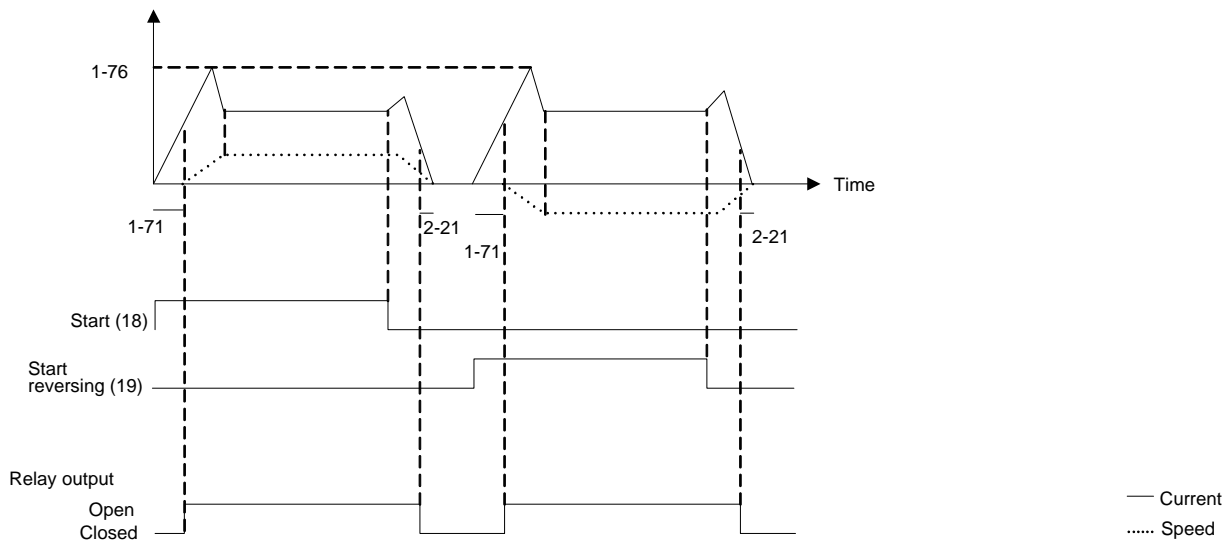 1-76
Time
1-71
2-21
1-71
2-21
Start (18)
Start
reversing (19)
Relay output
Open
Closed
Current
Speed